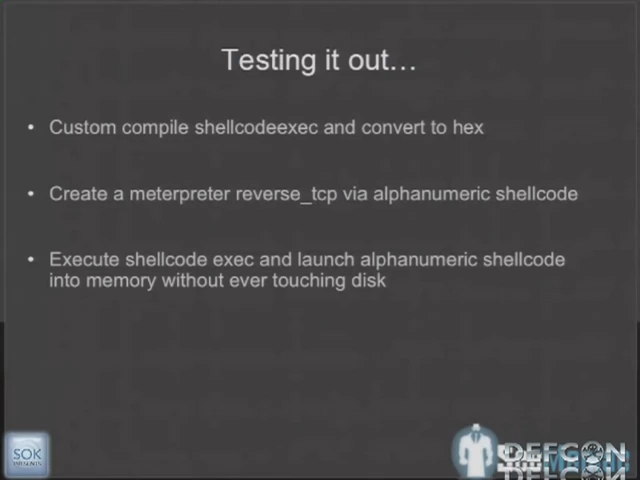 Testing it out...
• Custom compile shellcodeexec and convert to hex
• Create a meterpreter reverse_tcp via alphanumeric shellcode
• Execute shellcode exec and launch alphanumeric shellcode
into memory without ever touching disk
SOK
DEFCON
DEFCON